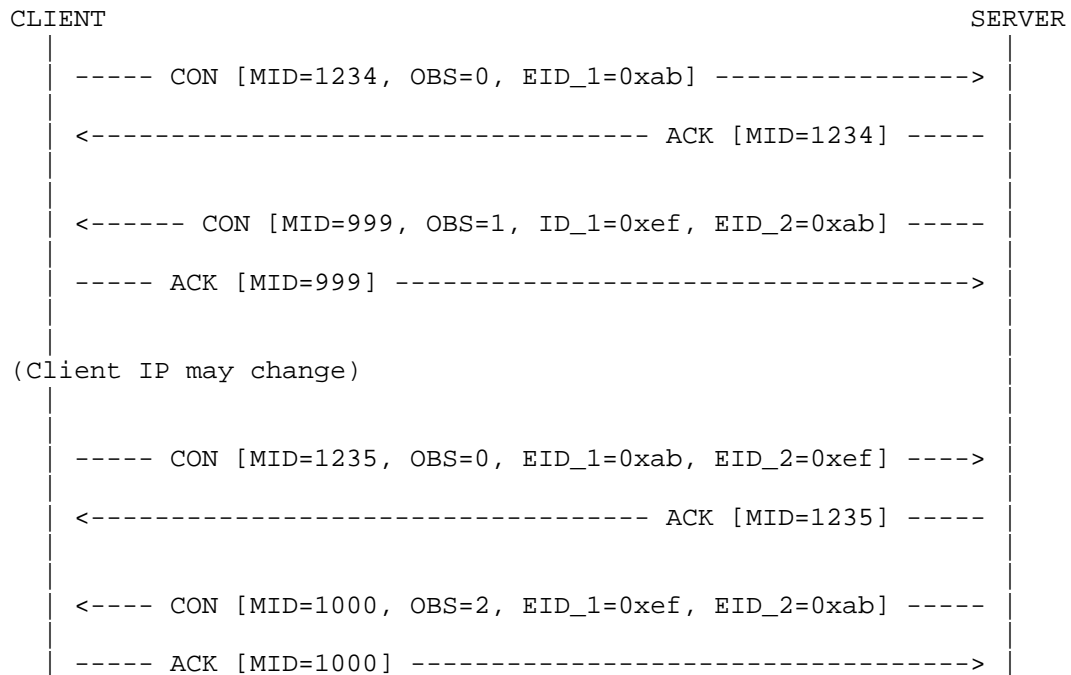 CLIENT SERVER
----- CON [MID=1234, OBS=0, EID_1=0xab] ---------------->
<----------------------------------- ACK [MID=1234] -----
<------ CON [MID=999, OBS=1, ID_1=0xef, EID_2=0xab] -----
----- ACK [MID=999] ------------------------------------>
(Client IP may change)
----- CON [MID=1235, OBS=0, EID_1=0xab, EID_2=0xef] ---->
<----------------------------------- ACK [MID=1235] -----
<---- CON [MID=1000, OBS=2, EID_1=0xef, EID_2=0xab] -----
----- ACK [MID=1000] ----------------------------------->